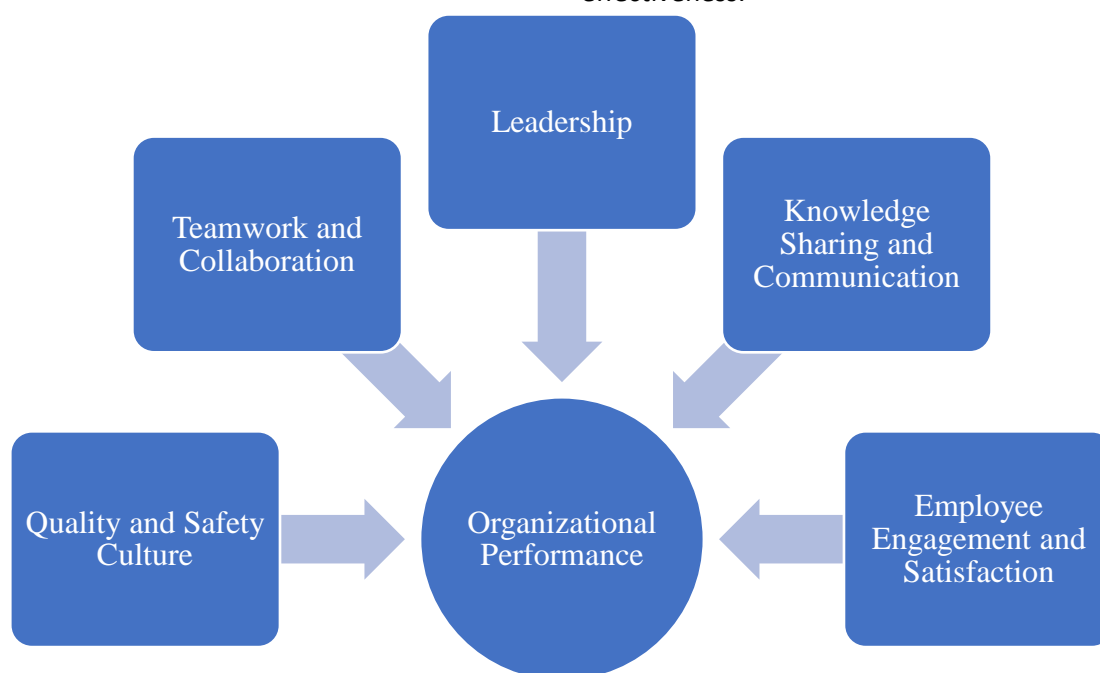 Leadership
Teamwork and
Collaboration
Knowledge
Sharing and
Communication
Quality and Safety
Culture
Organizational
Performance
Employee
Engagement and
Satisfaction